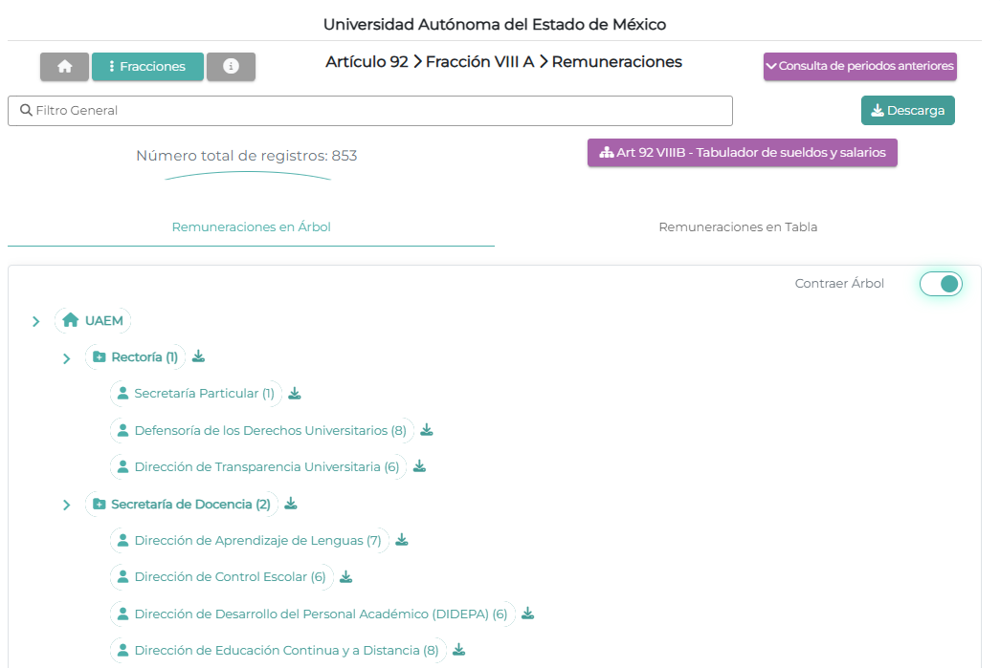 Universidad Autónoma del Estado de México
Fracciones
Artículo 92 > Fracción VIII A > Remuneraciones
Consulta de periodos anteriores
Filtro General
Descarga
Número total de registros: 853
Art 92 VIIIB - Tabulador de sueldos y salarios
Remuneraciones en Árbol
Remuneraciones en Tabla
Contraer Árbol
UAEM
Rectoría (1)
Secretaría Particular (1)
Defensoría de los Derechos Universitarios (8)
Dirección de Transparencia Universitaria (6)
Secretaría de Docencia (2)
Dirección de Aprendizaje de Lenguas (7)
Dirección de Control Escolar (6)
Dirección de Desarrollo del Personal Académico (DIDEPA) (6)
Dirección de Educación Continua y a Distancia (8)